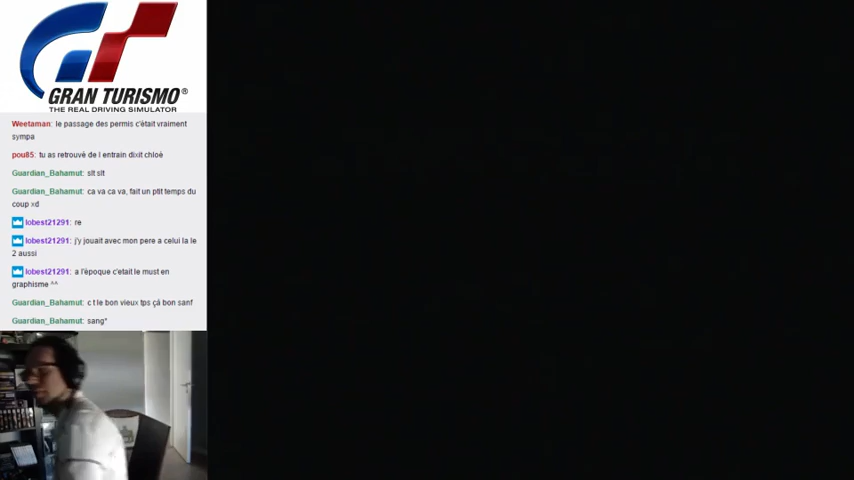 GRAN TURISMO®
THE REAL DRIVING SIMULATOR
Weetaman: le passage des permis c'était vraiment
sympa
pou85: tu as retrouvé de l entrain dixit chloé
Guardian_Bahamut: slt slt
Guardian_Bahamut: ca va ca va, fait un ptit temps du
coup xd
lobest21291: re
lobest21291: j'y jouait avec mon pere a celui la le
2 aussi
lobest21291: a l'époque c'etait le must en
graphisme ^^
Guardian_Bahamut: c t le bon vieux tps çà bon sanf
Guardian_Bahamut: sang*